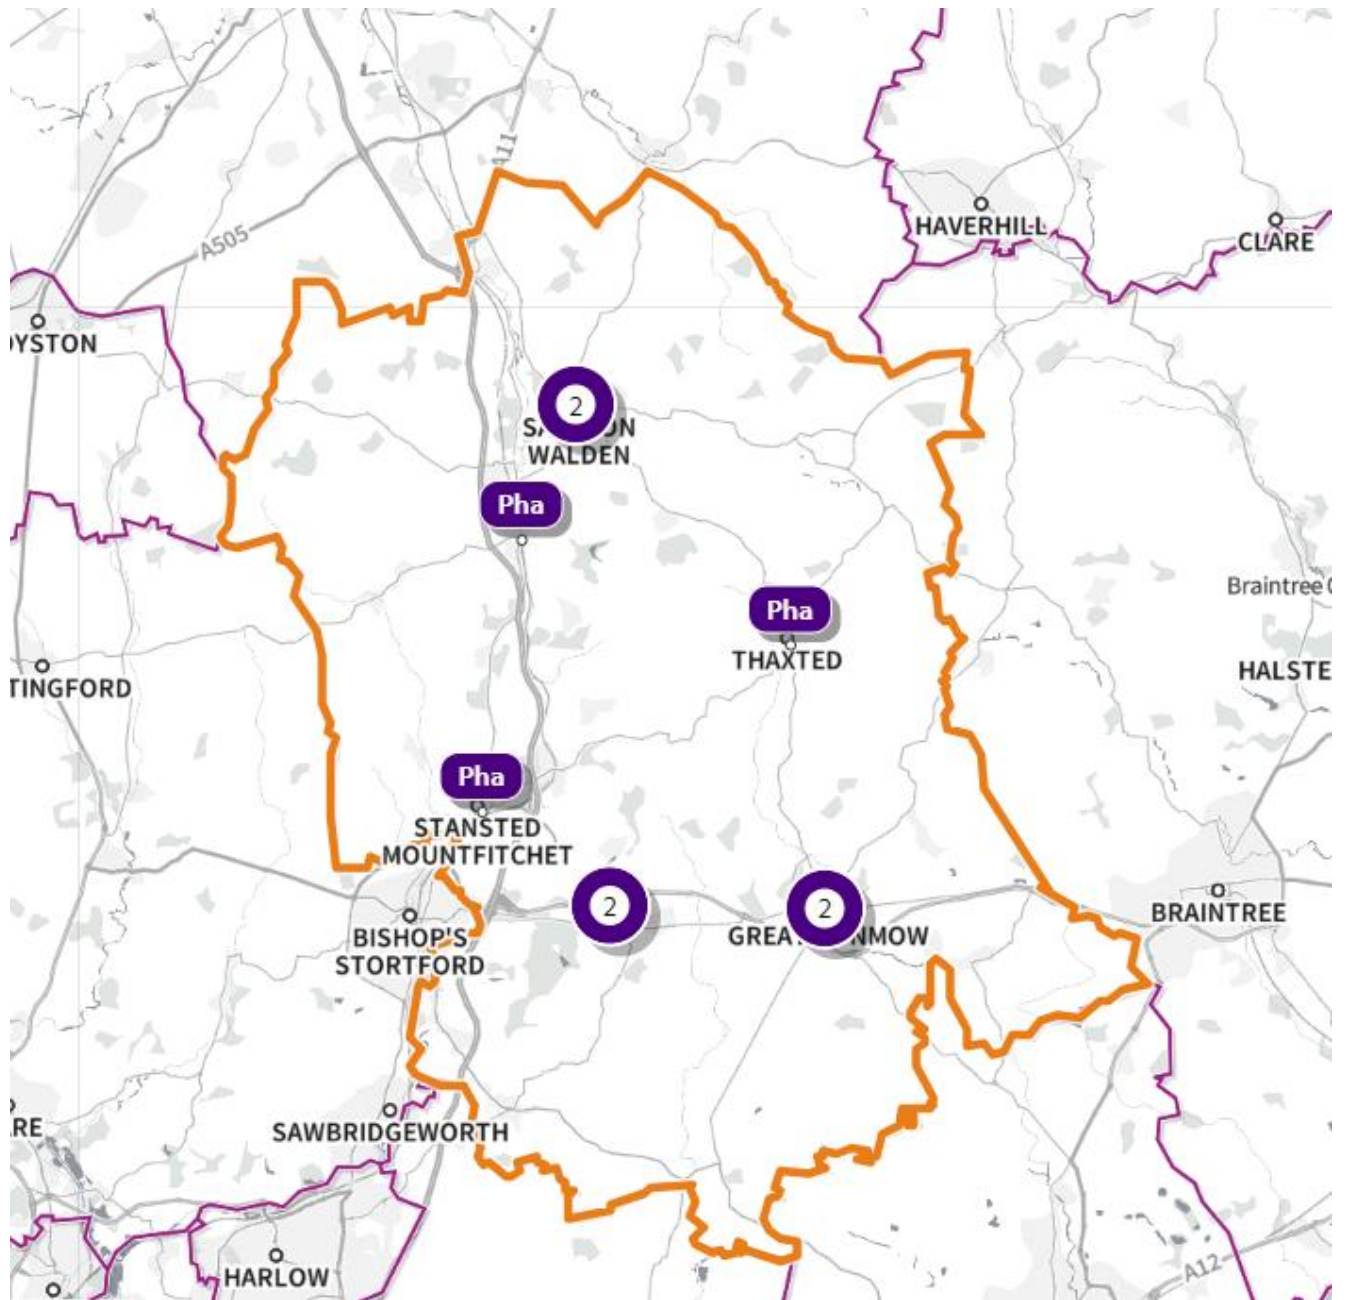 A11
HAVERHILL
A505
CLARE
OYSTON
2
WALDEN
Pha
Braintree
Pha
THAXTED
HALSTE
TINGFORD
Pha
STANSTED
MOUNTFITCHET
2
2
BRAINTREE
BISHOP'S
STORTFORD
RE
SAWBRIDGEWORTH
A12
HARLOW